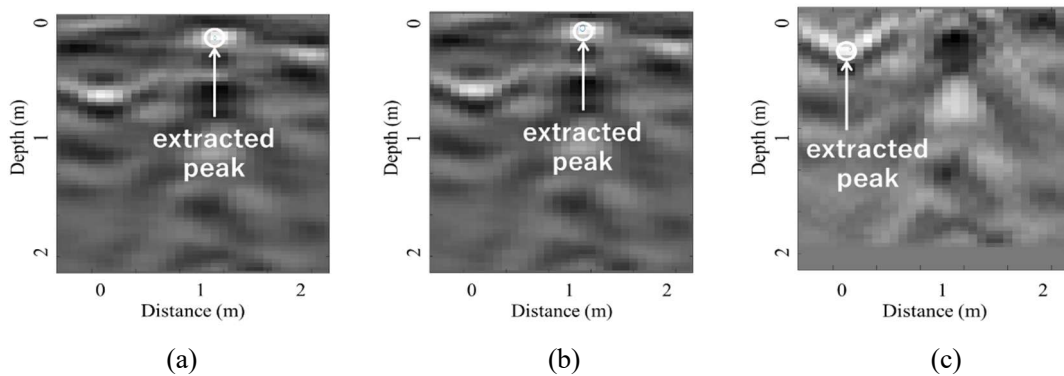 0
1
2
Depth (m)
extracted
peak
0 1 2
Distance (m)
(a)
0
1
2
Depth (m)
extracted
peak
0 1 2
Distance (m)
(b)
0
1
2
Depth (m)
extracted
peak
0 1 2
Distance (m)
(c)